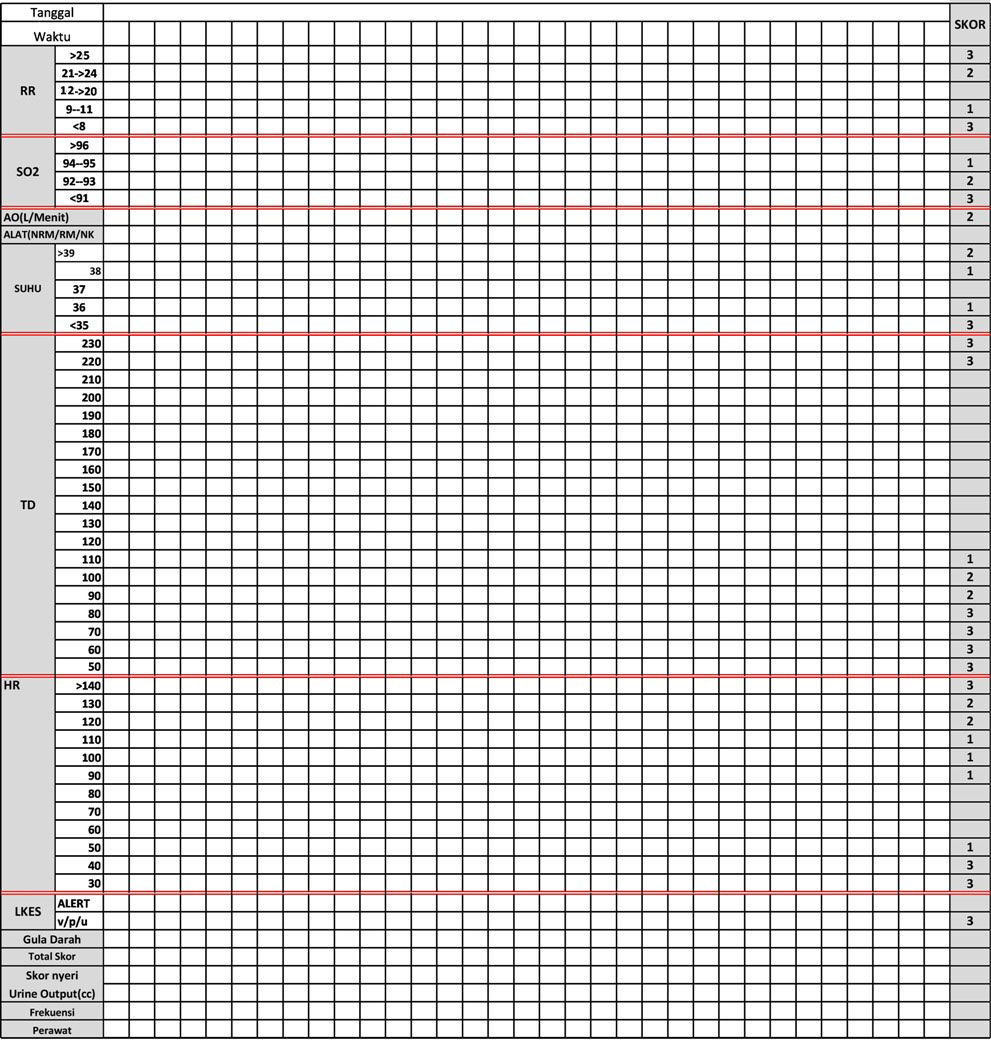 Tanggal SKOR
Waktu
RR >25 3
21->24 2
12->20
9--11 1
<8 3
SO2 >96
94--95 1
92--93 2
<91 3
AO(L/Menit) 2
ALAT(NRM/RM/NK
SUHU >39 2
38 1
37
36 1
<35 3
TD 230 3
220 3
210
200
190
180
170
160
150
140
130
120
110 1
100 2
90 2
80 3
70 3
60 3
50 3
HR >140 3
130 2
120 2
110 1
100 1
90 1
80
70
60
50 1
40 3
30 3
LKES ALERT
v/p/u 3
Gula Darah
Total Skor
Skor nyeri
Urine Output(cc)
Frekuensi
Perawat